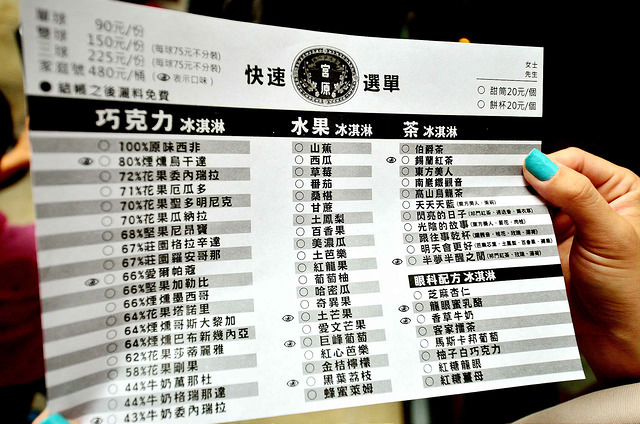 單球 90元/份
雙球 150元/份 (每球75元不分裝)
三球 225元/份 (每球75元不分裝)
家庭號 480元/桶 (表示口味)
● 結帳之後灑料免費
快速 宮原 選單
女士
先生
甜筒20元/個
餅杯20元/個
巧克力 冰淇淋
100%原味西非
80%煙燻烏干達
72%花果委內瑞拉
71%花果厄瓜多
70%花果聖多明尼克
70%花果瓜納拉
68%堅果尼昂寶
67%莊園格拉辛達
67%莊園羅安哥那
66%愛爾帕蔻
66%堅果加勒比
66%煙燻墨西哥
64%花果塔諾里
64%煙燻哥斯大黎加
64%煙燻巴布新幾內亞
62%花果莎蒂麗雅
58%花果剛果
44%牛奶萬那杜
44%牛奶格瑞那達
43%牛奶委內瑞拉
水果 冰淇淋
山蕉
西瓜
草莓
番茄
桑椹
甘蔗
土鳳梨
百香果
美濃瓜
土芭樂
紅龍果
葡萄柚
哈密瓜
奇異果
土芒果
愛文芒果
巨峰葡萄
紅心芭樂
金桔檸檬
黑葉荔枝
蜂蜜萊姆
茶 冰淇淋
伯爵茶
錫蘭紅茶
東方美人
南巖鐵觀音
高山烏龍茶
天天天藍
閃亮的日子
光陰的故事
跟往事乾杯
明天會更好
半夢半醒之間
眼科配方 冰淇淋
芝麻杏仁
龍眼蜜乳酪
香草牛奶
客家擂茶
馬斯卡邦葡萄
柚子白巧克力
紅糖龍眼
紅糖薑母